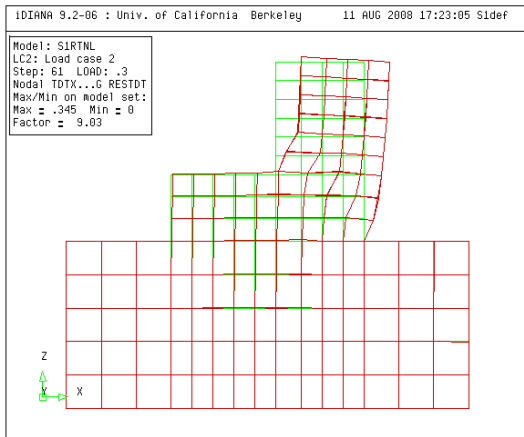 iDIANA 9.2-06 : Univ. of California Berkeley 11 AUG 2008 17:23:05 S1def
Model: S1RTNL
LC2: Load case 2
Step: 61 LOAD: .3
Nodal TDTX...G RESTDT
Max/Min on model set:
Max = .345 Min = 0
Factor = 9.03
Z
Y X